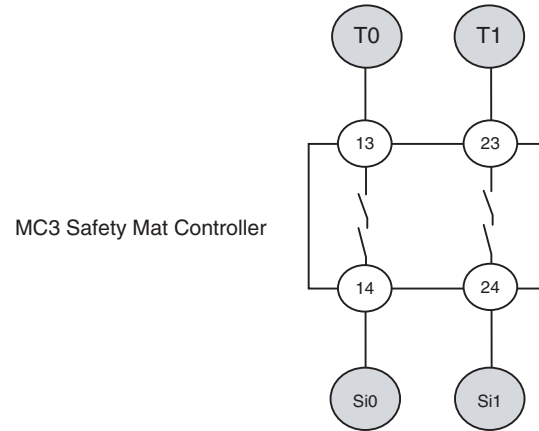 T0 T1
13 23
MC3 Safety Mat Controller
14 24
Si0 Si1